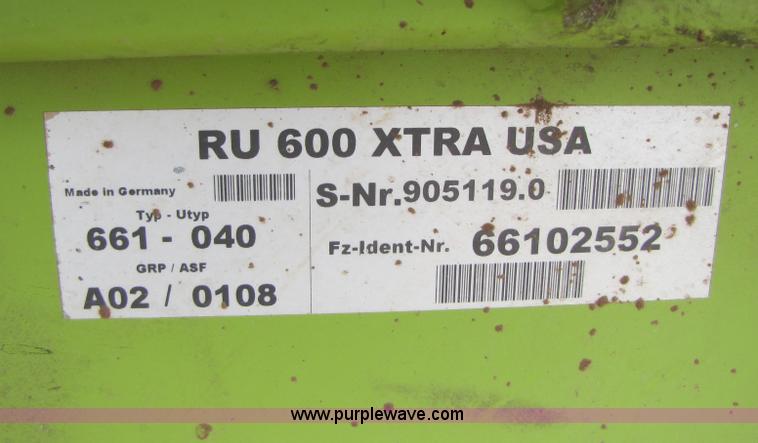 RU 600 XTRA USA
Made in Germany
S-Nr.905119.0
Typ - Utyp
661 - 040
Fz-Ident-Nr. 66102552
GRP / ASF
A02 / 0108
www.purplewave.com